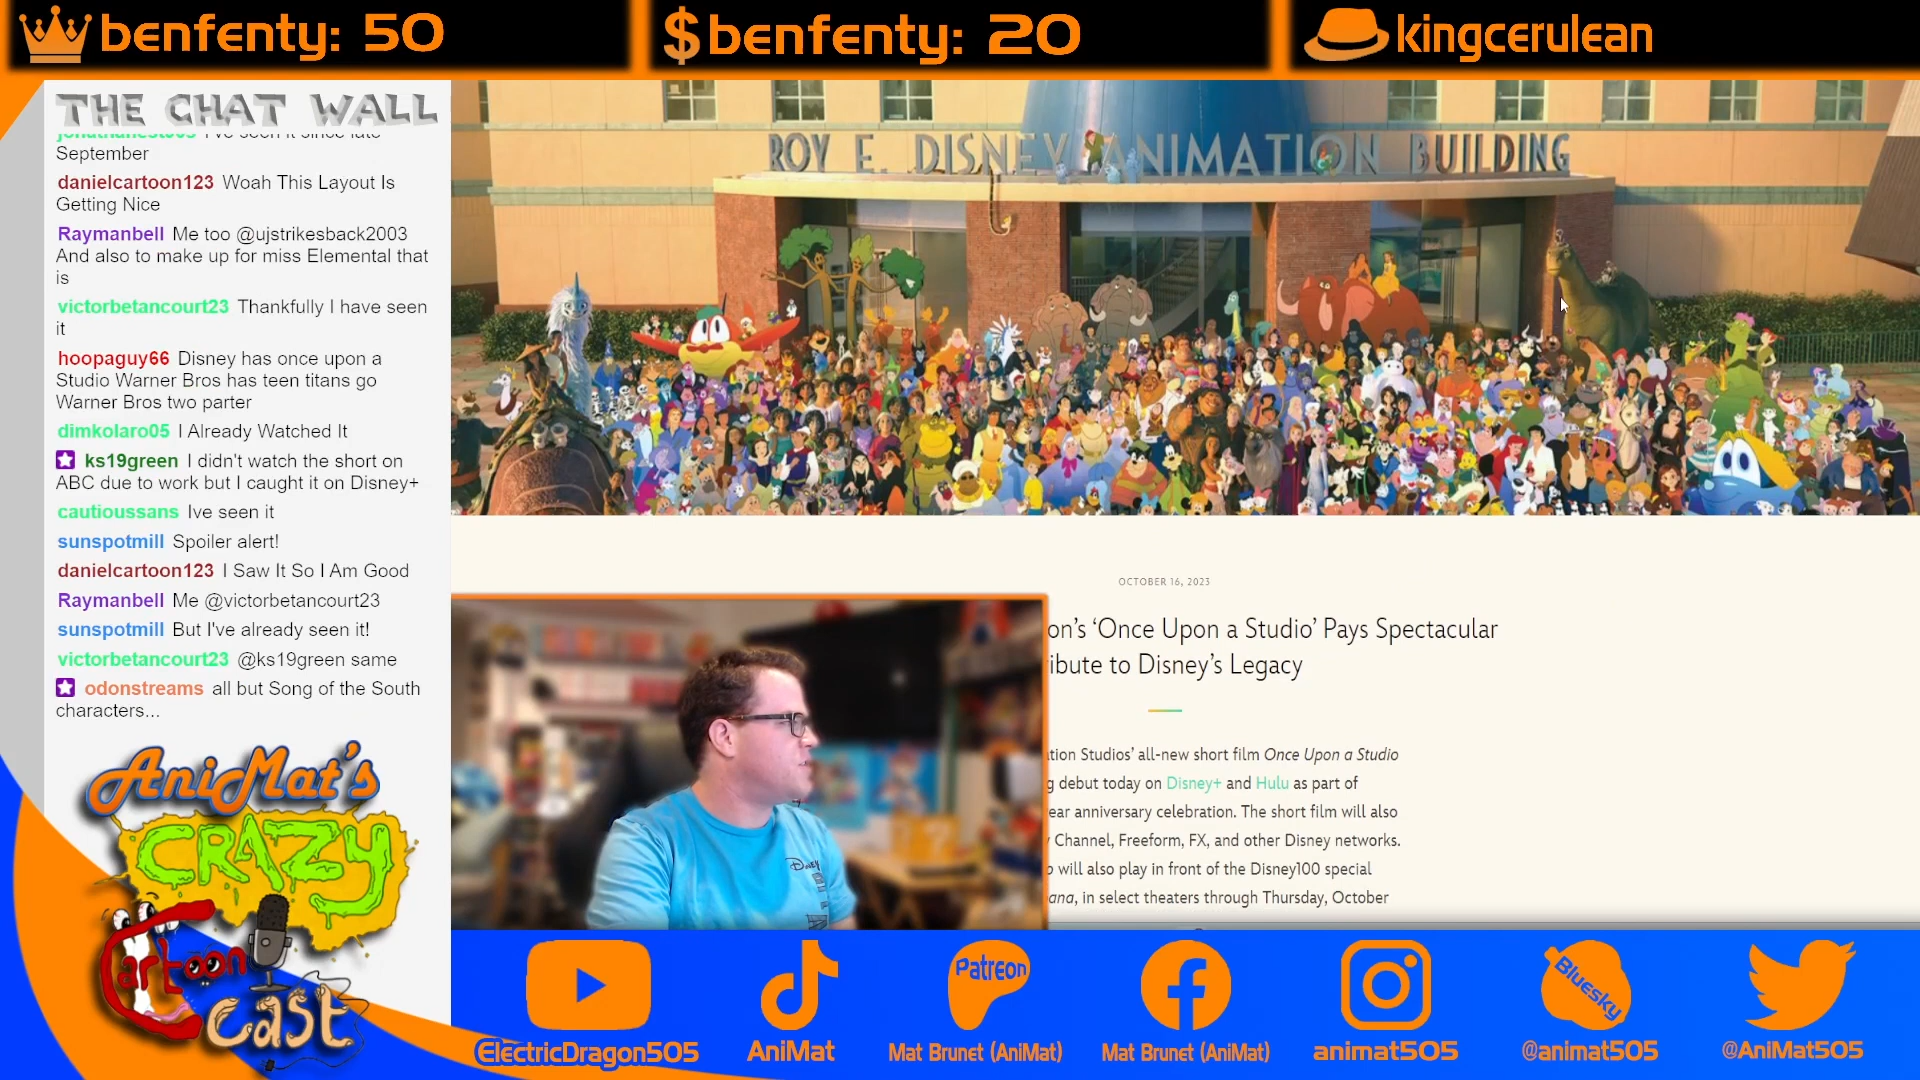 benfenty: 50
$ benfenty: 20
kingcerulean
THE CHAT WALL
I've seen it since late
September
danielcartoon123 Woah This Layout Is
Getting Nice
Raymanbell Me too @ujstrikesback2003
And also to make up for miss Elemental that
is
victorbetancourt23 Thankfully I have seen
it
hoopaguy66 Disney has once upon a
Studio Warner Bros has teen titans go
Warner Bros two parter
dimkolaro05 I Already Watched It
ks19green I didn't watch the short on
ABC due to work but I caught it on Disney+
cautioussans Ive seen it
sunspotmill Spoiler alert!
danielcartoon123 I Saw It So I Am Good
Raymanbell Me @victorbetancourt23
sunspotmill But I've already seen it!
victorbetancourt23 @ks19green same
odonstreams all but Song of the South
characters...
ROY E. DISNEY ANIMATION BUILDING
OCTOBER 16, 2023
on's ‘Once Upon a Studio’ Pays Spectacular
ibute to Disney’s Legacy
tion Studios’ all-new short film Once Upon a Studio
g debut today on Disney+ and Hulu as part of
ear anniversary celebration. The short film will also
Channel, Freeform, FX, and other Disney networks.
o will also play in front of the Disney100 special
ana, in select theaters through Thursday, October
Disney
AniMat's
CRAZY
Cartoon
Cast
ElectricDragon505
AniMat
Patreon
Mat Brunet (AniMat)
Mat Brunet (AniMat)
animat505
Bluesky
@animat505
@AniMat505